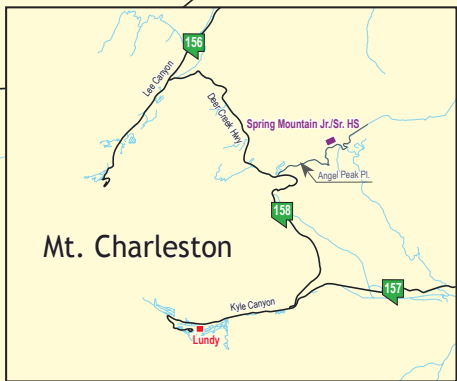 156
Lee Canyon
Deer Creek Hwy
Spring Mountain Jr./Sr. HS
Angel Peak Pl.
158
Mt. Charleston
157
Kyle Canyon
Lundy